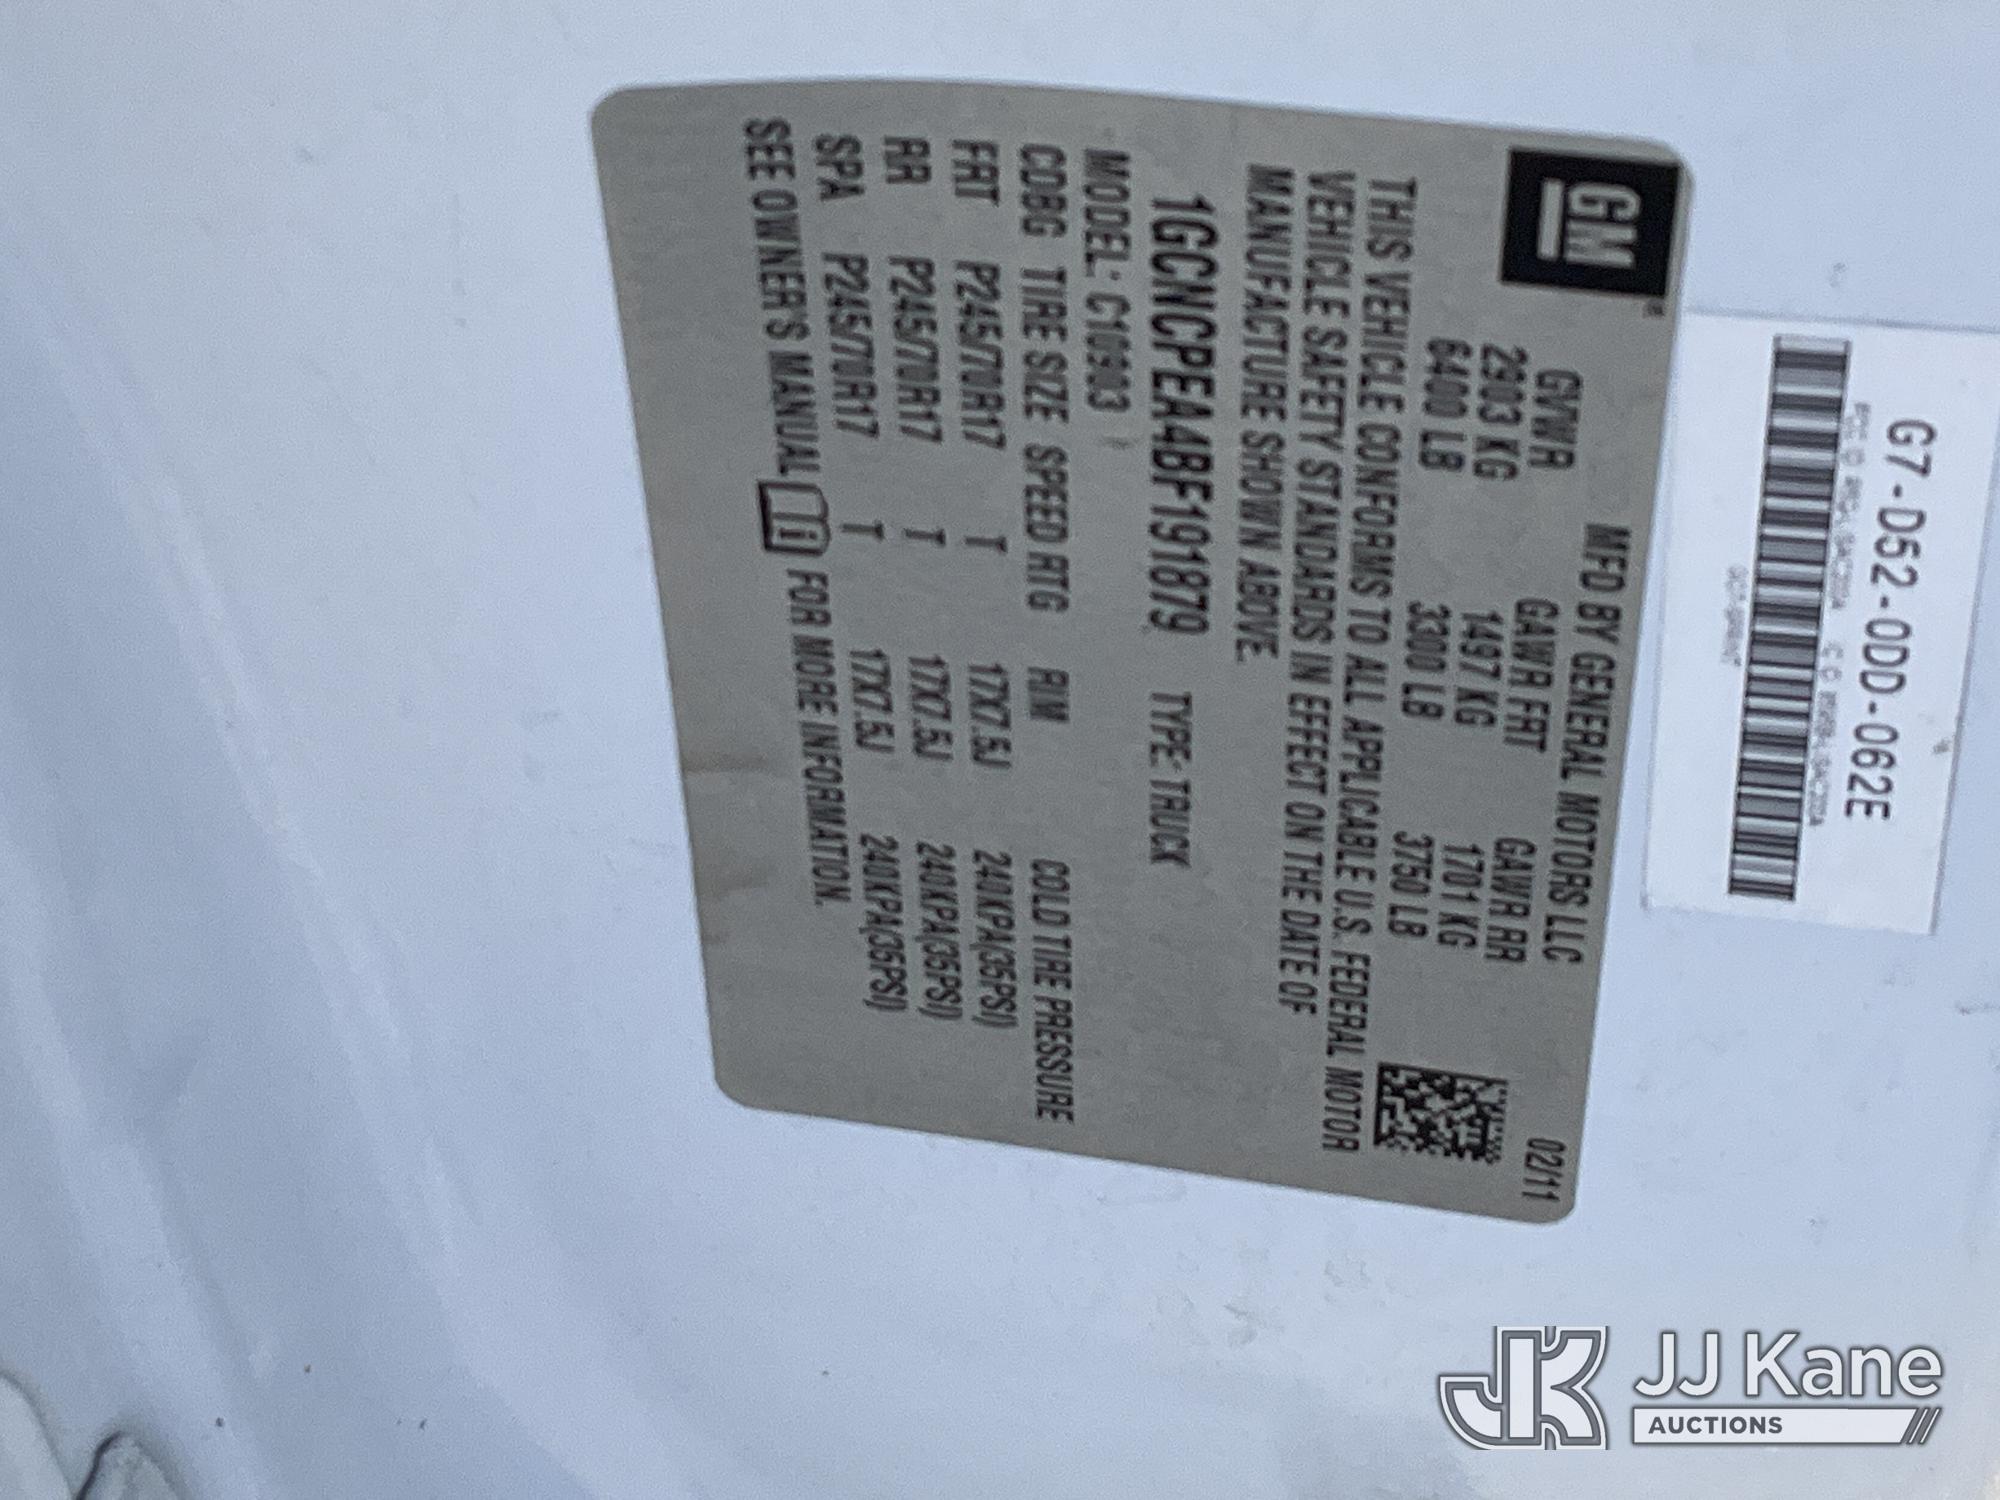 G7-D52-0DD-062E
GM
MFD BY GENERAL MOTORS LLC
02/11
GVWR GAWR FRT GAWR RR
2903 KG 1497 KG 1701 KG
6400 LB 3300 LB 3750 LB
THIS VEHICLE CONFORMS TO ALL APPLICABLE U.S. FEDERAL MOTOR
VEHICLE SAFETY STANDARDS IN EFFECT ON THE DATE OF
MANUFACTURE SHOWN ABOVE.
1GCNCPEA4BF191879 TYPE: TRUCK
MODEL: C10903
CDBG TIRE SIZE SPEED RTG RIM COLD TIRE PRESSURE
FRT P245/70R17 T 17X7.5J 240KPA(35PSI)
RR P245/70R17 T 17X7.5J 240KPA(35PSI)
SPA P245/70R17 T 17X7.5J 240KPA(35PSI)
SEE OWNER'S MANUAL i FOR MORE INFORMATION.
JK JJ Kane
AUCTIONS